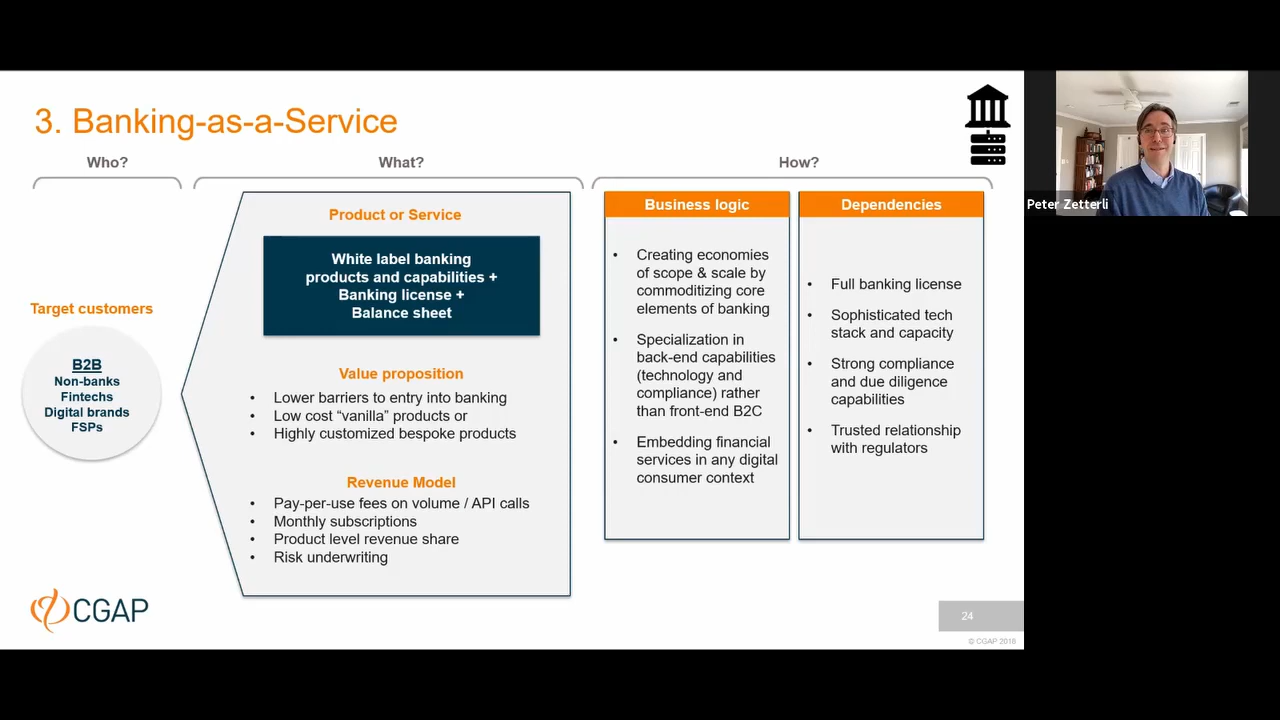 3. Banking-as-a-Service
Who?
What?
How?
Target customers
B2B
Non-banks
Fintechs
Digital brands
FSPs
Product or Service
White label banking
products and capabilities +
Banking license +
Balance sheet
Value proposition
• Lower barriers to entry into banking
• Low cost “vanilla” products or
• Highly customized bespoke products
Revenue Model
• Pay-per-use fees on volume / API calls
• Monthly subscriptions
• Product level revenue share
• Risk underwriting
Business logic
• Creating economies
of scope & scale by
commoditizing core
elements of banking
• Specialization in
back-end capabilities
(technology and
compliance) rather
than front-end B2C
• Embedding financial
services in any digital
consumer context
Dependencies
• Full banking license
• Sophisticated tech
stack and capacity
• Strong compliance
and due diligence
capabilities
• Trusted relationship
with regulators
CGAP
24
© CGAP 2016
Peter Zetterli